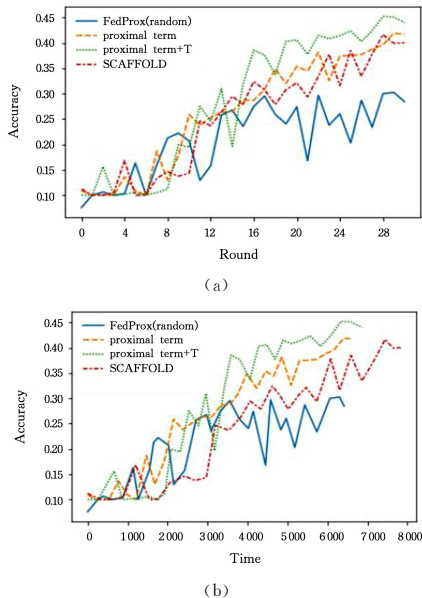 0.45
0.40
0.35
0.30
0.25
0.20
0.15
0.10
Accuracy
FedProx(random)
proximal term
proximal term+T
SCAFFOLD
0 4 8 12 16 20 24 28
Round
(a)
0.45
0.40
0.35
0.30
0.25
0.20
0.15
0.10
Accuracy
FedProx(random)
proximal term
proximal term+T
SCAFFOLD
0 1 000 2 000 3 000 4 000 5 000 6 000 7 000 8 000
Time
(b)